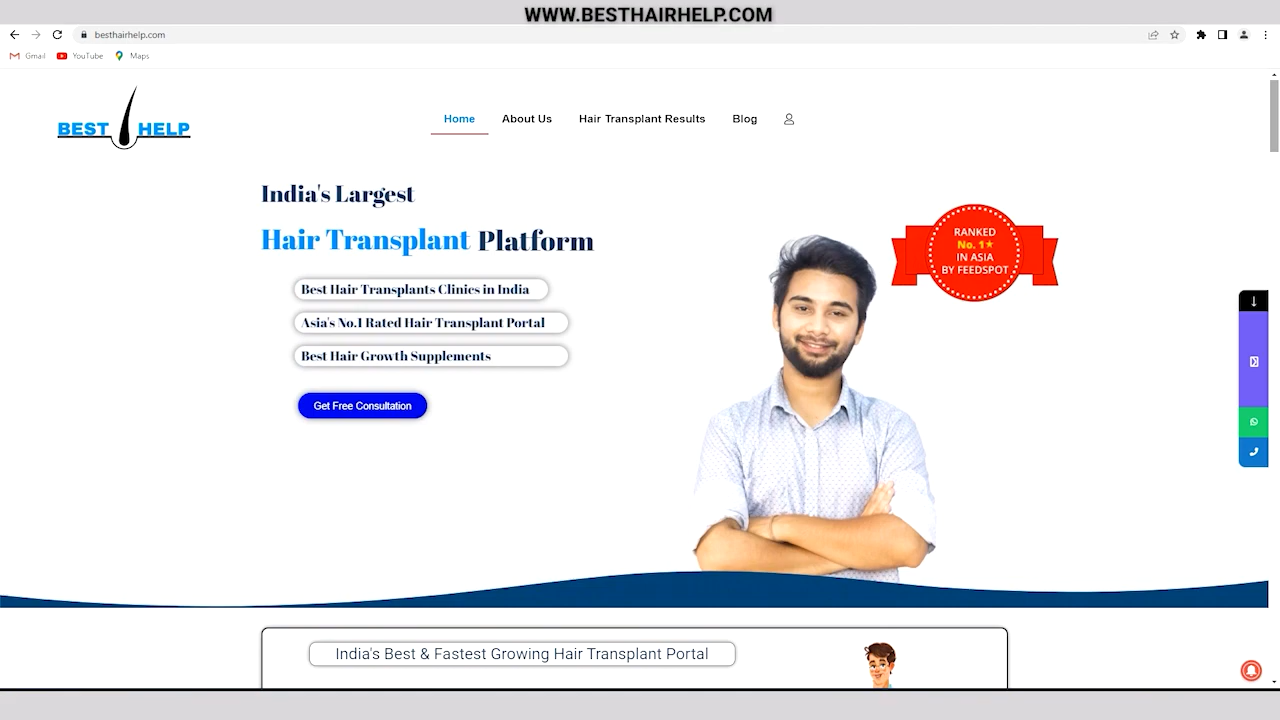 WWW.BESTHAIRHELP.COM
besthairhelp.com
Gmail YouTube Maps
BEST HELP
Home About Us Hair Transplant Results Blog
India's Largest
Hair Transplant Platform
Best Hair Transplants Clinics in India
Asia's No.1 Rated Hair Transplant Portal
Best Hair Growth Supplements
Get Free Consultation
RANKED
No. 1★
IN ASIA
BY FEEDSPOT
India's Best & Fastest Growing Hair Transplant Portal